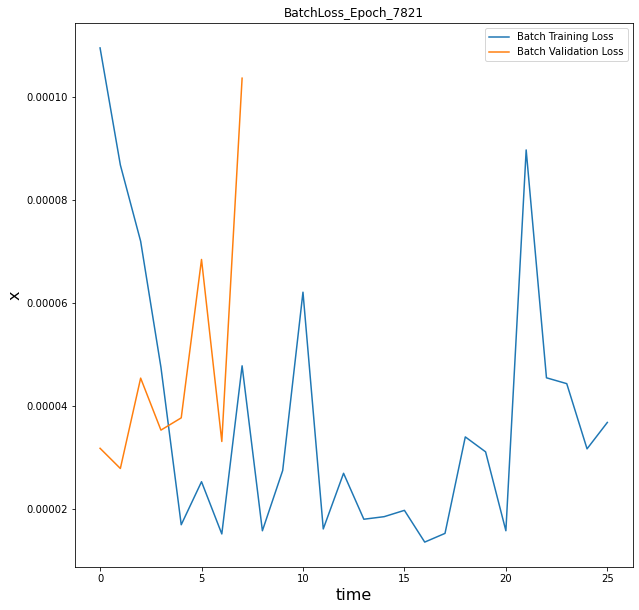 BatchLoss_Epoch_7821
Batch Training Loss
Batch Validation Loss
0.00010
0.00008
0.00006
0.00004
0.00002
x
0 5 10 15 20 25
time